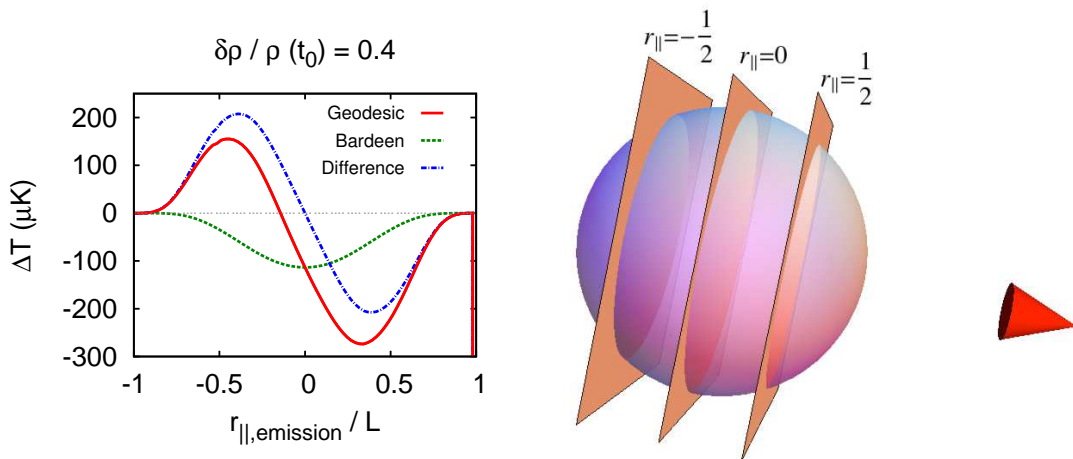 δρ / ρ (t₀) = 0.4
200
100
0
-100
-200
-300
ΔT (μK)
Geodesic
Bardeen
Difference
-1
-0.5
0
0.5
1
r||,emission / L
r||=-1/2
r||=0
r||=1/2